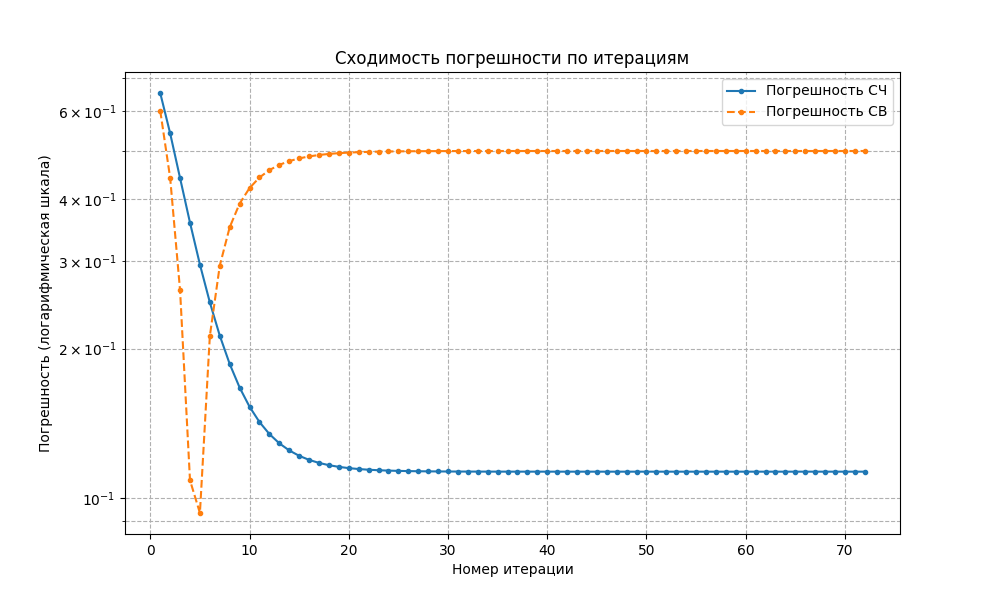 Сходимость погрешности по итерациям
Погрешность СЧ
Погрешность СВ
Погрешность (логарифмическая шкала)
6 × 10⁻¹
4 × 10⁻¹
3 × 10⁻¹
2 × 10⁻¹
10⁻¹
0 10 20 30 40 50 60 70
Номер итерации